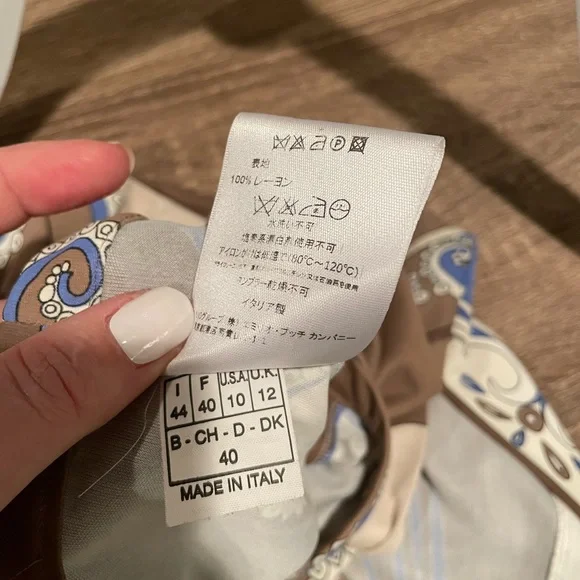 P
表地
100% レーヨン
水洗い不可
塩素系漂白剤使用不可
アイロンがけは低温で(80℃〜120℃)
タンブラー乾燥不可
イタリア製
エミリオ・プッチ カンパニー
I F U.S.A. U.K.
44 40 10 12
B - CH - D - DK
40
MADE IN ITALY